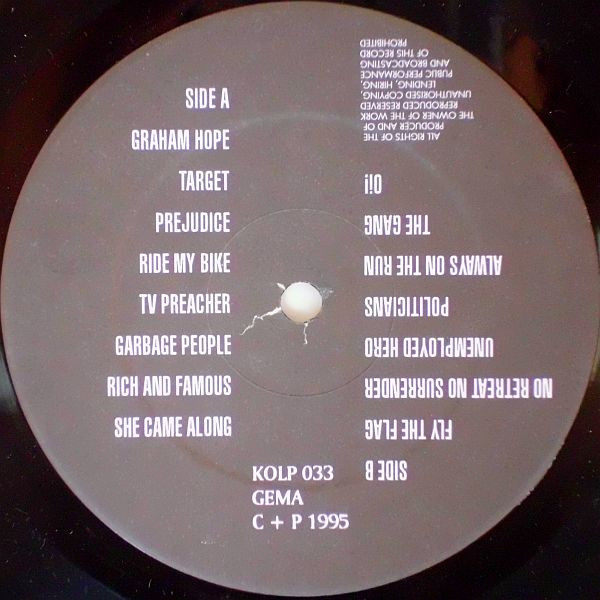 SIDE A
GRAHAM HOPE
TARGET
PREJUDICE
RIDE MY BIKE
TV PREACHER
GARBAGE PEOPLE
RICH AND FAMOUS
SHE CAME ALONG
KOLP 033
GEMA
C + P 1995
SIDE B
FLY THE FLAG
NO RETREAT NO SURRENDER
UNEMPLOYED HERO
POLITICIANS
ALWAYS ON THE RUN
THE GANG
OI!
ALL RIGHTS OF THE
PRODUCER AND OF
THE OWNER OF THE WORK
REPRODUCED RESERVED
UNAUTHORISED COPYING,
LENDING, HIRING,
PUBLIC PERFORMANCE
AND BROADCASTING
OF THIS RECORD
PROHIBITED